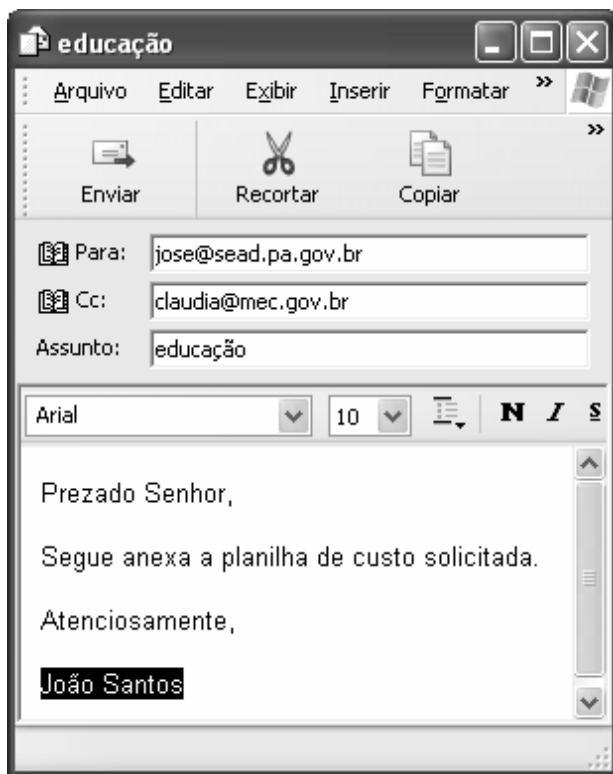 educação
Arquivo Editar Exibir Inserir Formatar »
»
Enviar Recortar Copiar
Para: jose@sead.pa.gov.br
Cc: claudia@mec.gov.br
Assunto: educação
Arial 10 N I S
Prezado Senhor,
Segue anexa a planilha de custo solicitada.
Atenciosamente,
João Santos